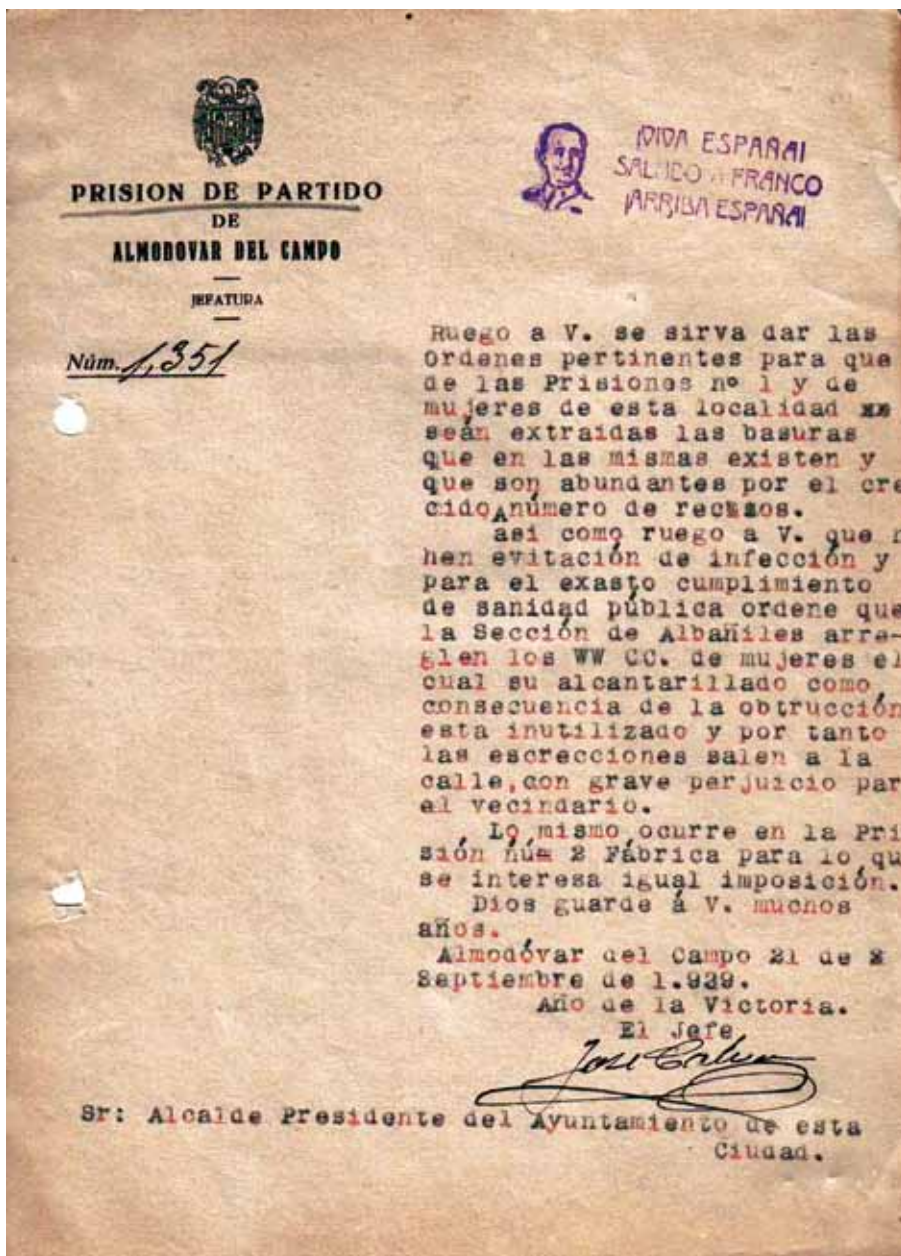 PRISION DE PARTIDO
DE
ALMODOVAR DEL CAMPO
JEFATURA
Núm. 1,351
¡VIVA ESPAÑA!
SALUDO A FRANCO
¡ARRIBA ESPAÑA!
Ruego a V. se sirva dar las
Ordenes pertinentes para que
de las Prisiones nº 1 y de
mujeres de esta localidad
seán extraidas las basuras
que en las mismas existen y
que son abundantes por el cre
cido número de reclusos.
asi como ruego a V. que
hen evitación de infección y
para el exasto cumplimiento
de sanidad pública ordene que
la Sección de Albañiles arre-
glen los WW CC. de mujeres el
cual su alcantarillado como
consecuencia de la obtrucción
esta inutilizado y por tanto
las escrecciones salen a la
calle, con grave perjuicio par
el vecindario.
Lo mismo ocurre en la Pri
sión núm 2 Fábrica para lo qu
se interesa igual imposición.
Dios guarde á V. muchos
años.
Almodóvar del Campo 21 de
Septiembre de 1.939.
Año de la Victoria.
El Jefe
Jose
Sr: Alcalde Presidente del Ayuntamiento de esta
Ciudad.